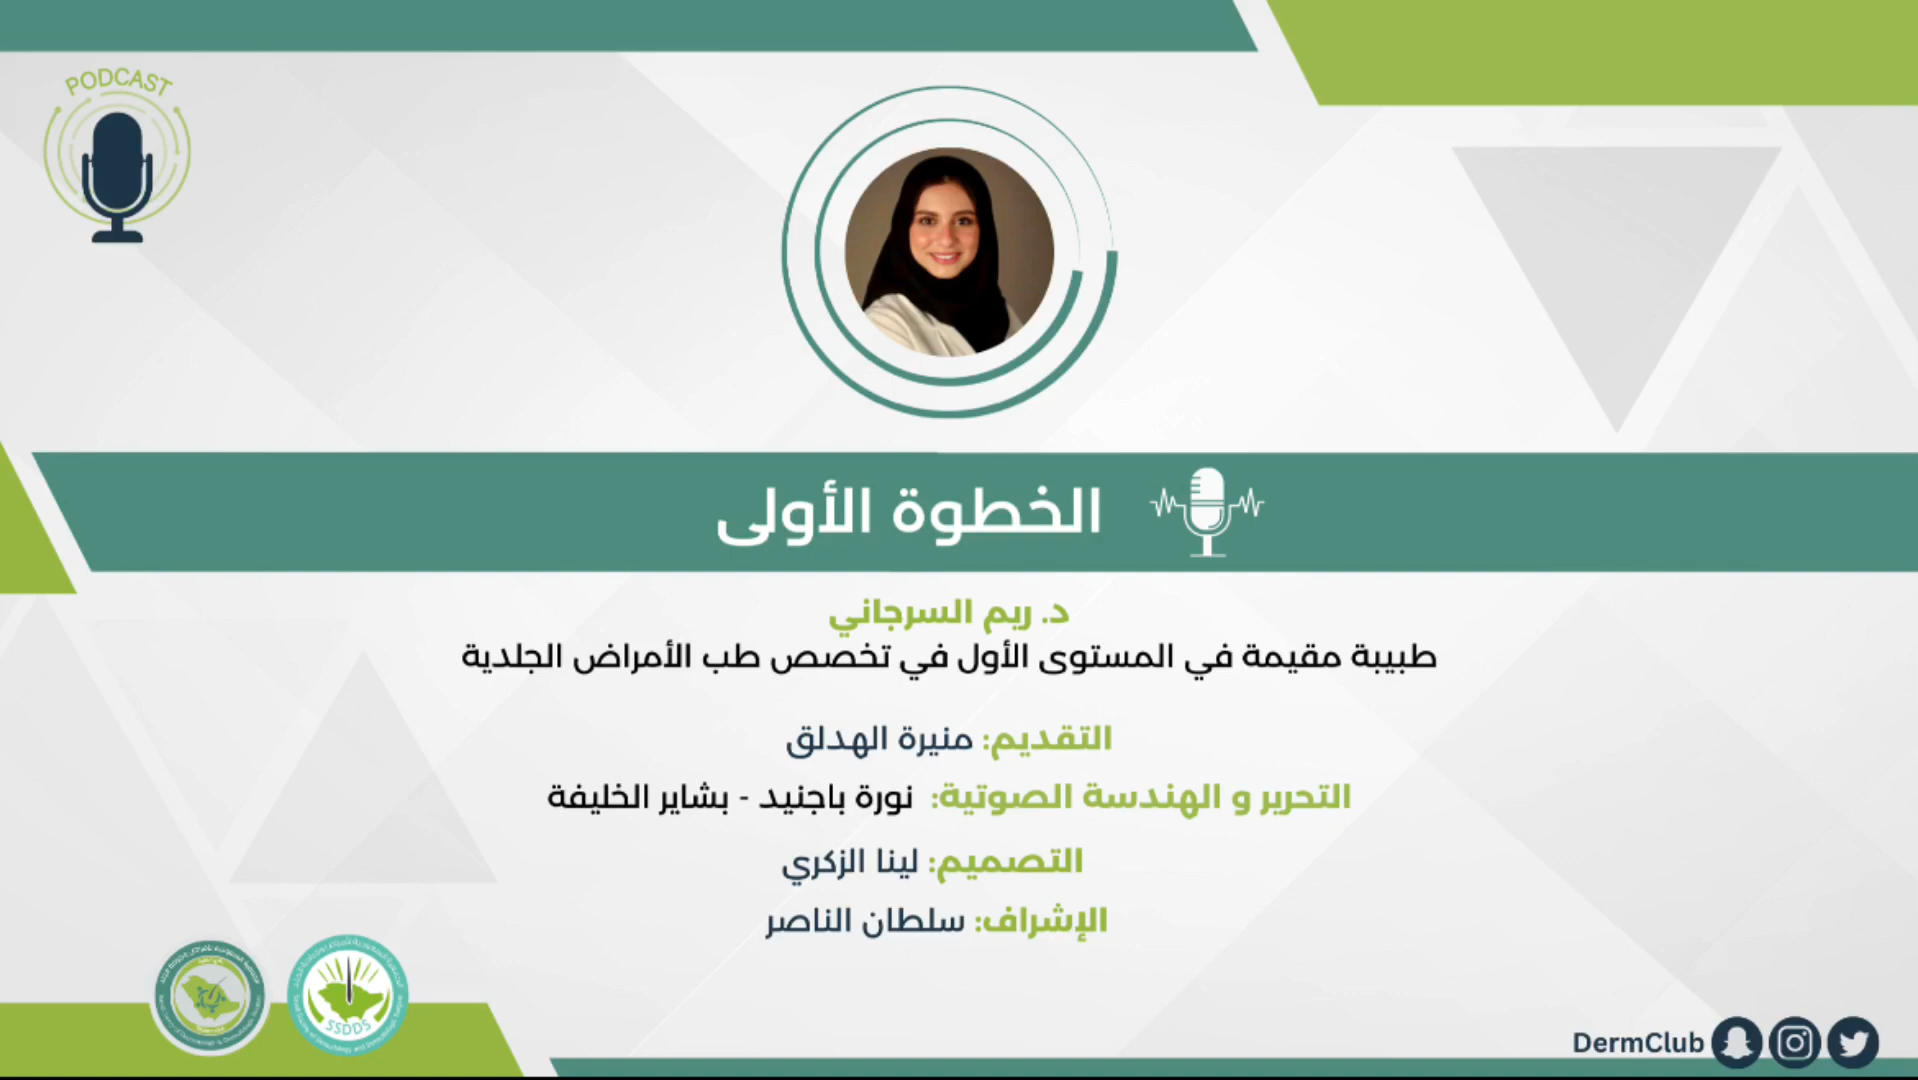 PODCAST
الخطوة الأولى
د. ريم السرجاني
طبيبة مقيمة في المستوى الأول في تخصص طب الأمراض الجلدية
التقديم: منيرة الهدلق
التحرير و الهندسة الصوتية: نورة باجنيد - بشاير الخليفة
التصميم: لينا الزكري
الإشراف: سلطان الناصر
SSDDS
DermClub